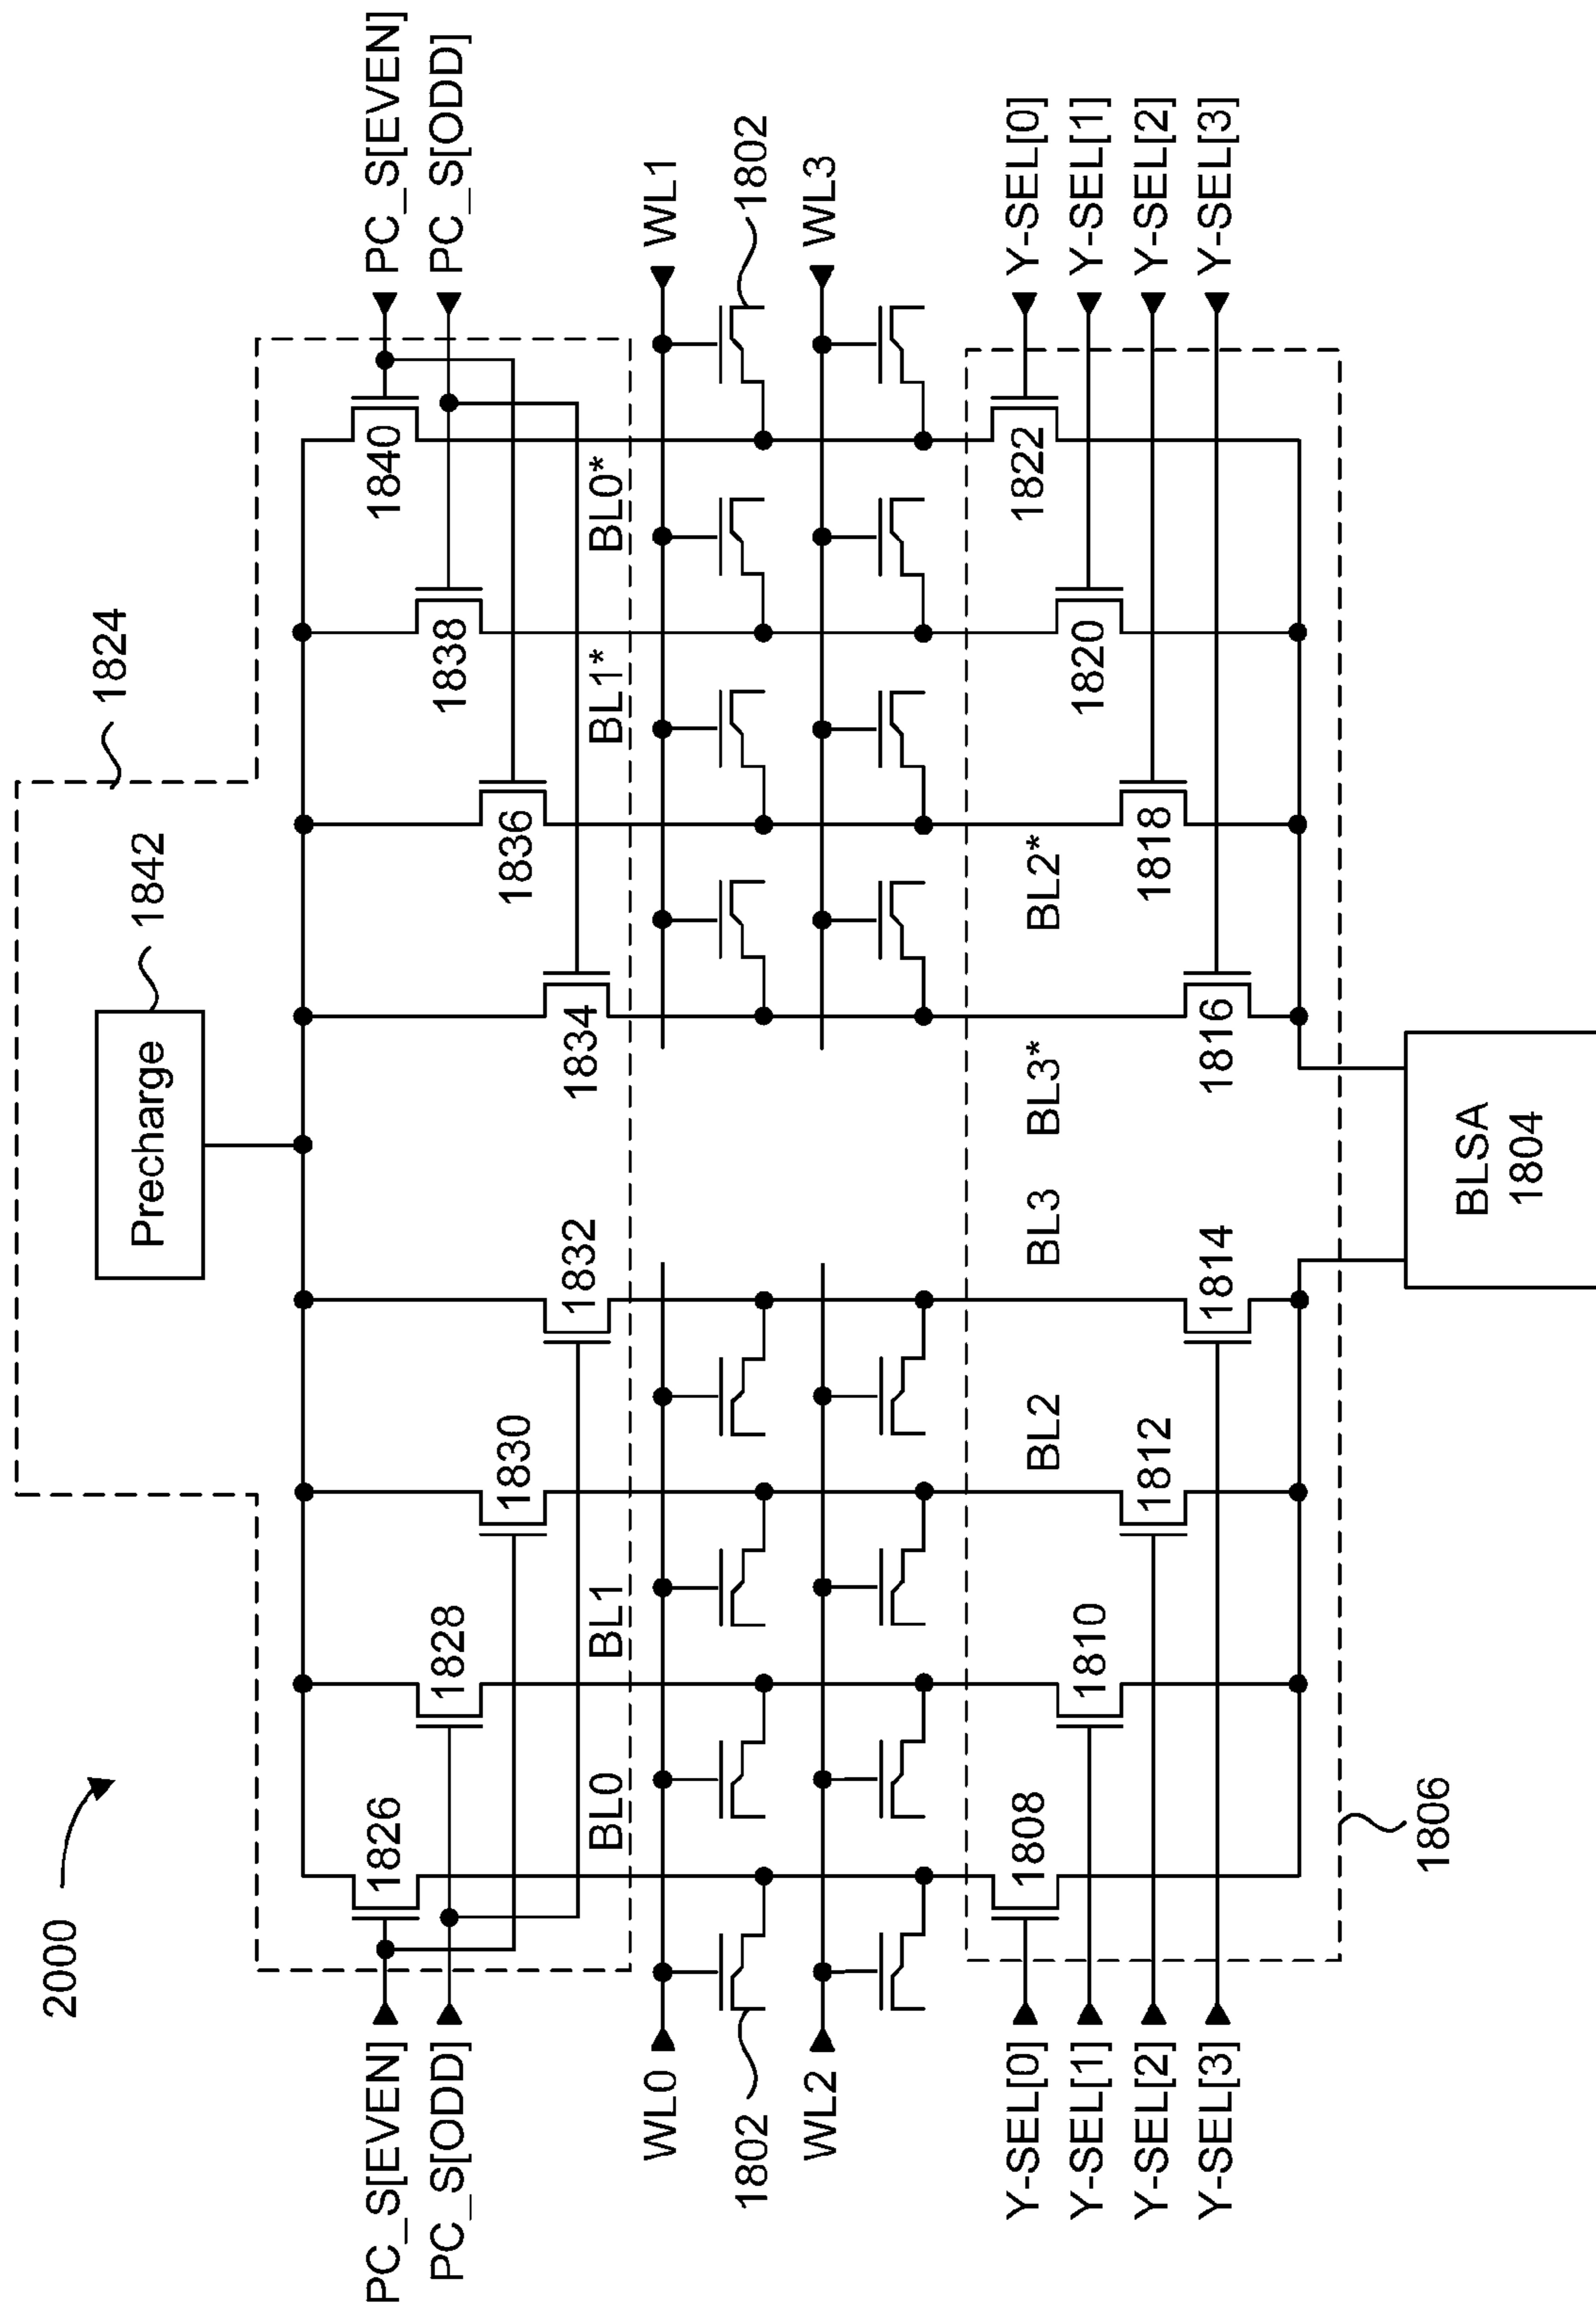 2000
1824
Precharge
1842
PC_S[EVEN]
PC_S[ODD]
PC_S[EVEN]
PC_S[ODD]
1826
1828
1830
1832
1834
1836
1838
1840
BL0
BL1
BL1*
BL0*
WL0
WL1
1802
1802
WL2
WL3
BL2
BL3
BL3*
BL2*
Y-SEL[0]
Y-SEL[1]
Y-SEL[2]
Y-SEL[3]
1808
1810
1812
1814
1816
1818
1820
1822
Y-SEL[0]
Y-SEL[1]
Y-SEL[2]
Y-SEL[3]
1806
BLSA
1804